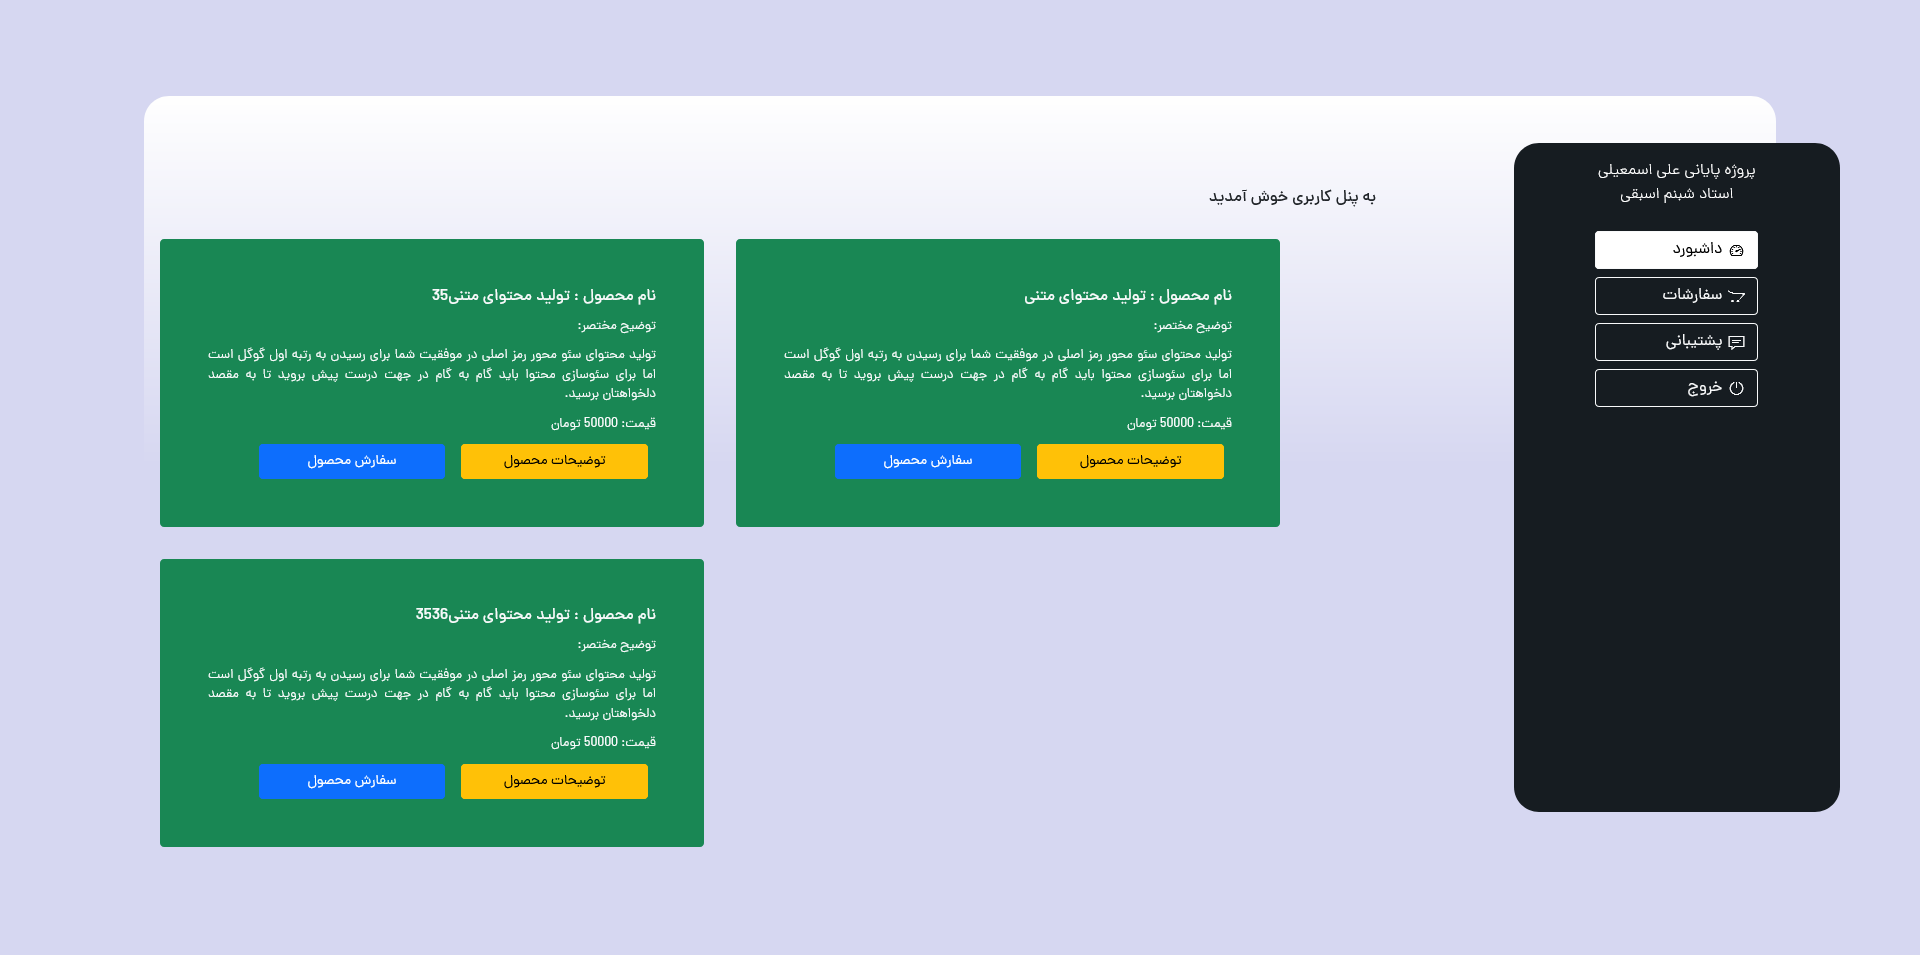 پروژه پایانی علی اسمعیلی
استاد شبنم اسبقی
داشبورد
سفارشات
پشتیبانی
خروج
به پنل کاربری خوش آمدید
نام محصول : تولید محتوای متنی
توضیح مختصر:
تولید محتوای سئو محور رمز اصلی در موفقیت شما برای رسیدن به رتبه اول گوگل است
اما برای سئوسازی محتوا باید گام به گام در جهت درست پیش بروید تا به مقصد
دلخواهتان برسید.
قیمت: 50000 تومان
توضیحات محصول
سفارش محصول
نام محصول : تولید محتوای متنی35
توضیح مختصر:
تولید محتوای سئو محور رمز اصلی در موفقیت شما برای رسیدن به رتبه اول گوگل است
اما برای سئوسازی محتوا باید گام به گام در جهت درست پیش بروید تا به مقصد
دلخواهتان برسید.
قیمت: 50000 تومان
توضیحات محصول
سفارش محصول
نام محصول : تولید محتوای متنی3536
توضیح مختصر:
تولید محتوای سئو محور رمز اصلی در موفقیت شما برای رسیدن به رتبه اول گوگل است
اما برای سئوسازی محتوا باید گام به گام در جهت درست پیش بروید تا به مقصد
دلخواهتان برسید.
قیمت: 50000 تومان
توضیحات محصول
سفارش محصول